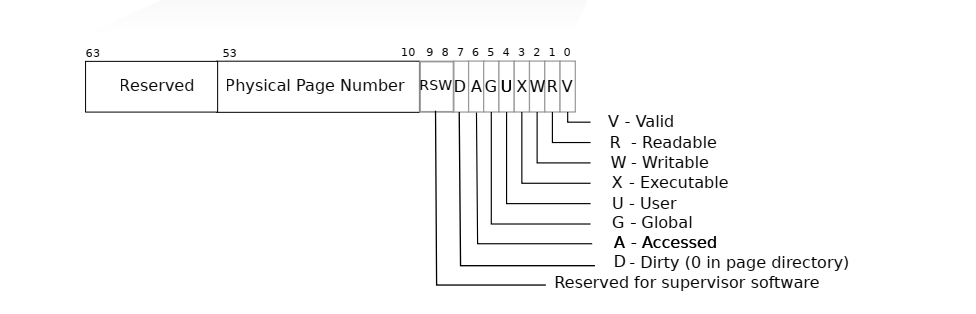 63 53 10 9 8 7 6 5 4 3 2 1 0
Reserved Physical Page Number RSW D A G U X W R V
V - Valid
R - Readable
W - Writable
X - Executable
U - User
G - Global
A - Accessed
D - Dirty (0 in page directory)
Reserved for supervisor software